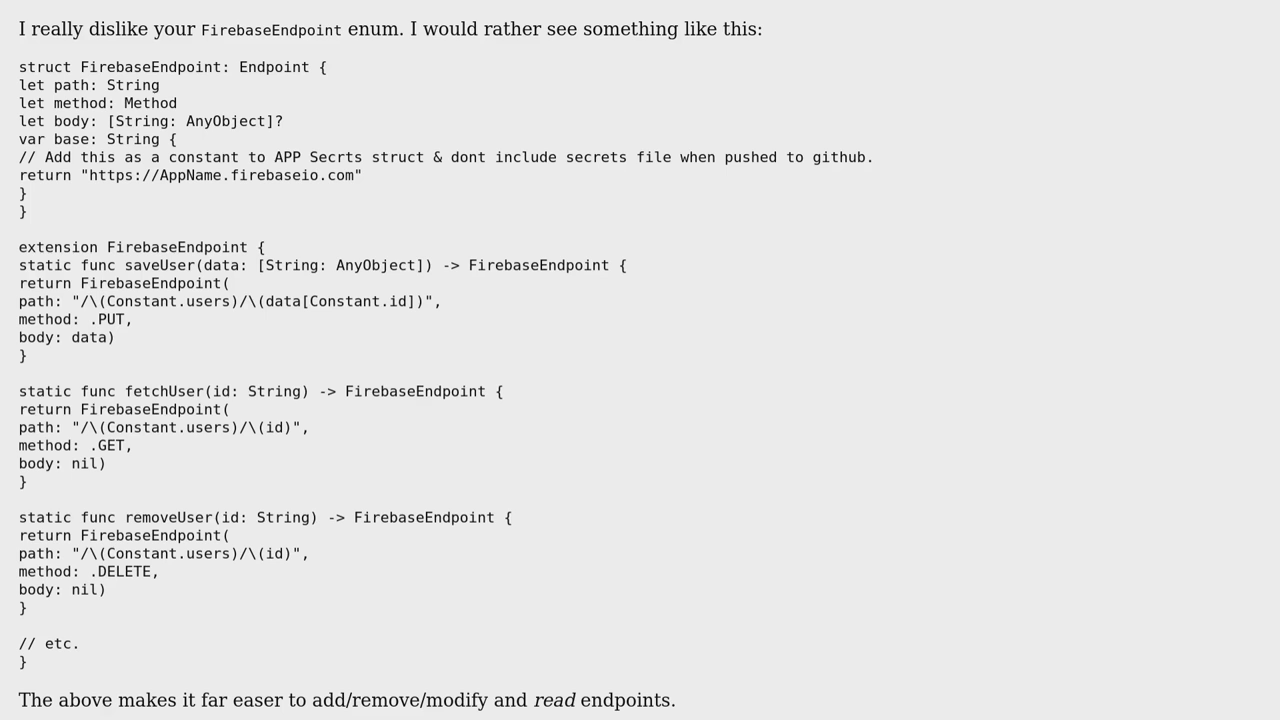 I really dislike your FirebaseEndpoint enum. I would rather see something like this:
struct FirebaseEndpoint: Endpoint {
let path: String
let method: Method
let body: [String: AnyObject]?
var base: String {
// Add this as a constant to APP Secrts struct & dont include secrets file when pushed to github.
return "https://AppName.firebaseio.com"
}
}
extension FirebaseEndpoint {
static func saveUser(data: [String: AnyObject]) -> FirebaseEndpoint {
return FirebaseEndpoint(
path: "/\(Constant.users)/\(data[Constant.id])",
method: .PUT,
body: data)
}
static func fetchUser(id: String) -> FirebaseEndpoint {
return FirebaseEndpoint(
path: "/\(Constant.users)/\(id)",
method: .GET,
body: nil)
}
static func removeUser(id: String) -> FirebaseEndpoint {
return FirebaseEndpoint(
path: "/\(Constant.users)/\(id)",
method: .DELETE,
body: nil)
}
// etc.
}
The above makes it far easer to add/remove/modify and read endpoints.